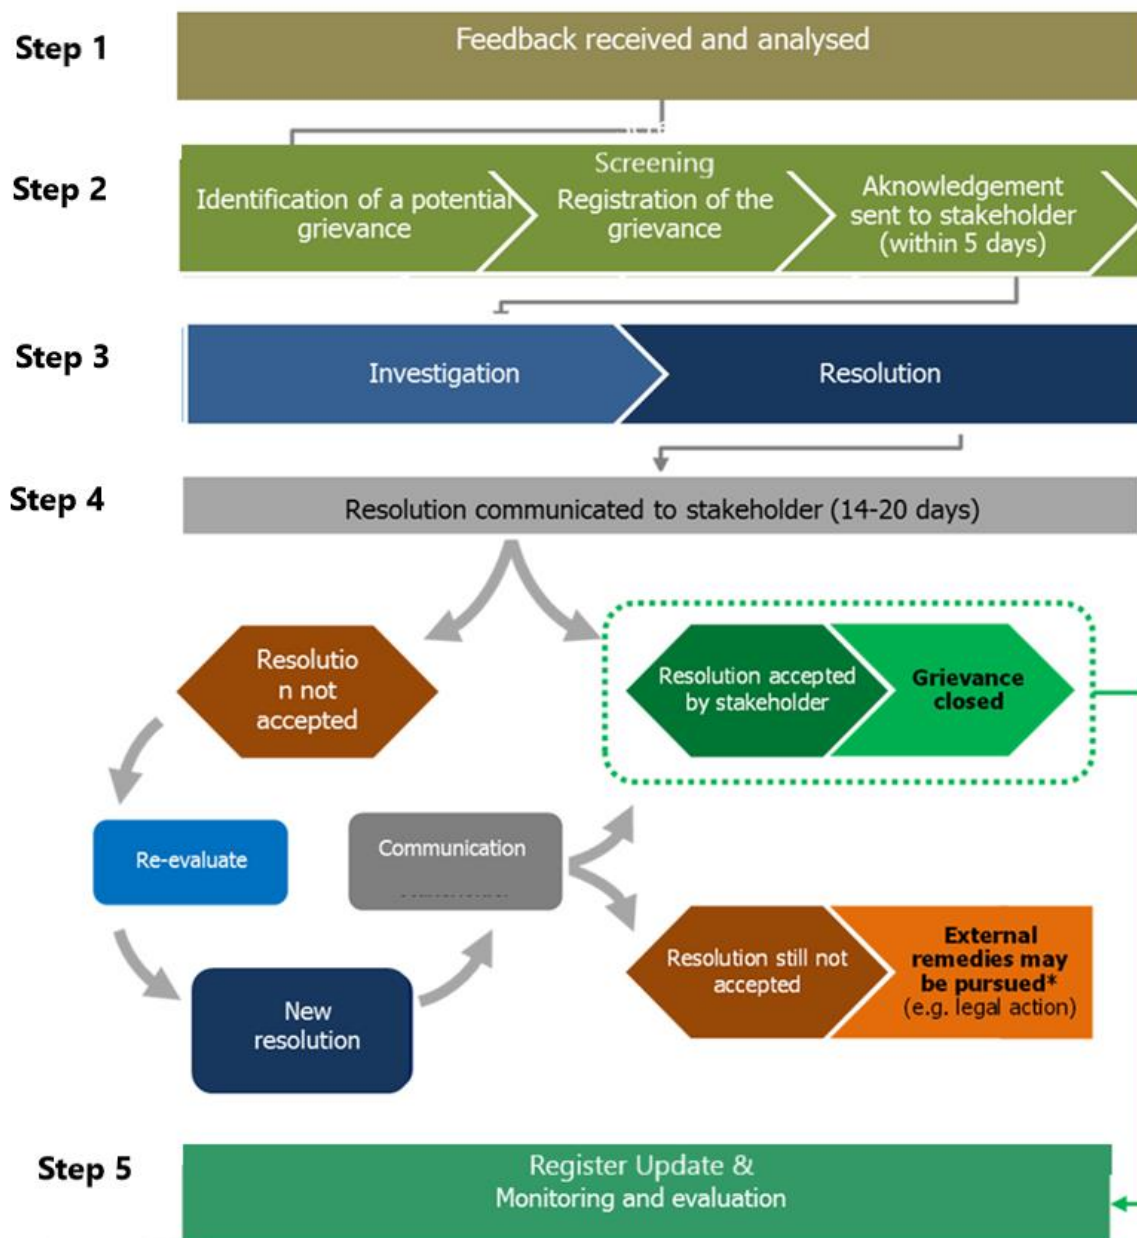 Step 1
Feedback received and analysed
Step 2
Screening
Identification of a potential
grievance
Registration of the
grievance
Aknowledgement
sent to stakeholder
(within 5 days)
Step 3
Investigation
Resolution
Step 4
Resolution communicated to stakeholder (14-20 days)
Resolutio
n not
accepted
Resolution accepted
by stakeholder
Grievance
closed
Re-evaluate
Communication
New
resolution
Resolution still not
accepted
External
remedies may
be pursued*
(e.g. legal action)
Step 5
Register Update &
Monitoring and evaluation